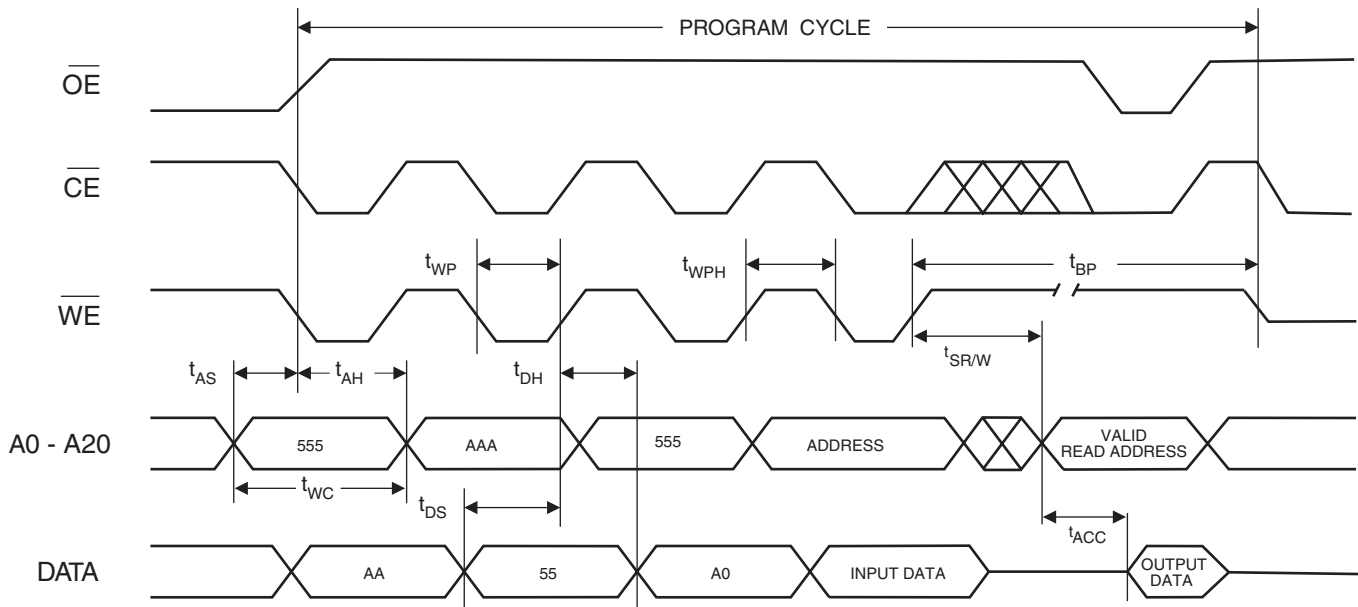 PROGRAM CYCLE
OE
CE
tWP
tWPH
tBP
WE
tSR/W
tAS
tAH
tDH
A0 - A20
555
AAA
555
ADDRESS
VALID
READ ADDRESS
tWC
tDS
tACC
DATA
AA
55
A0
INPUT DATA
OUTPUT
DATA